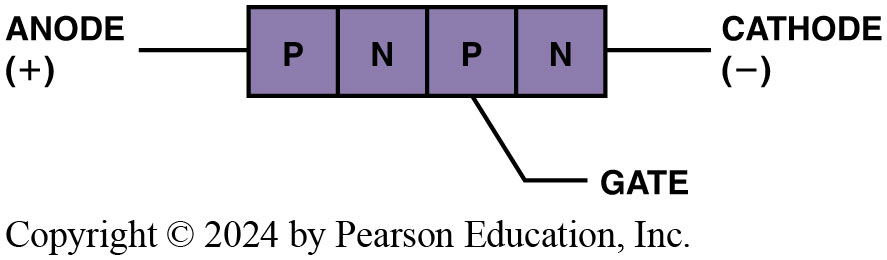 ANODE
(+)
P N P N
CATHODE
(−)
GATE
Copyright © 2024 by Pearson Education, Inc.